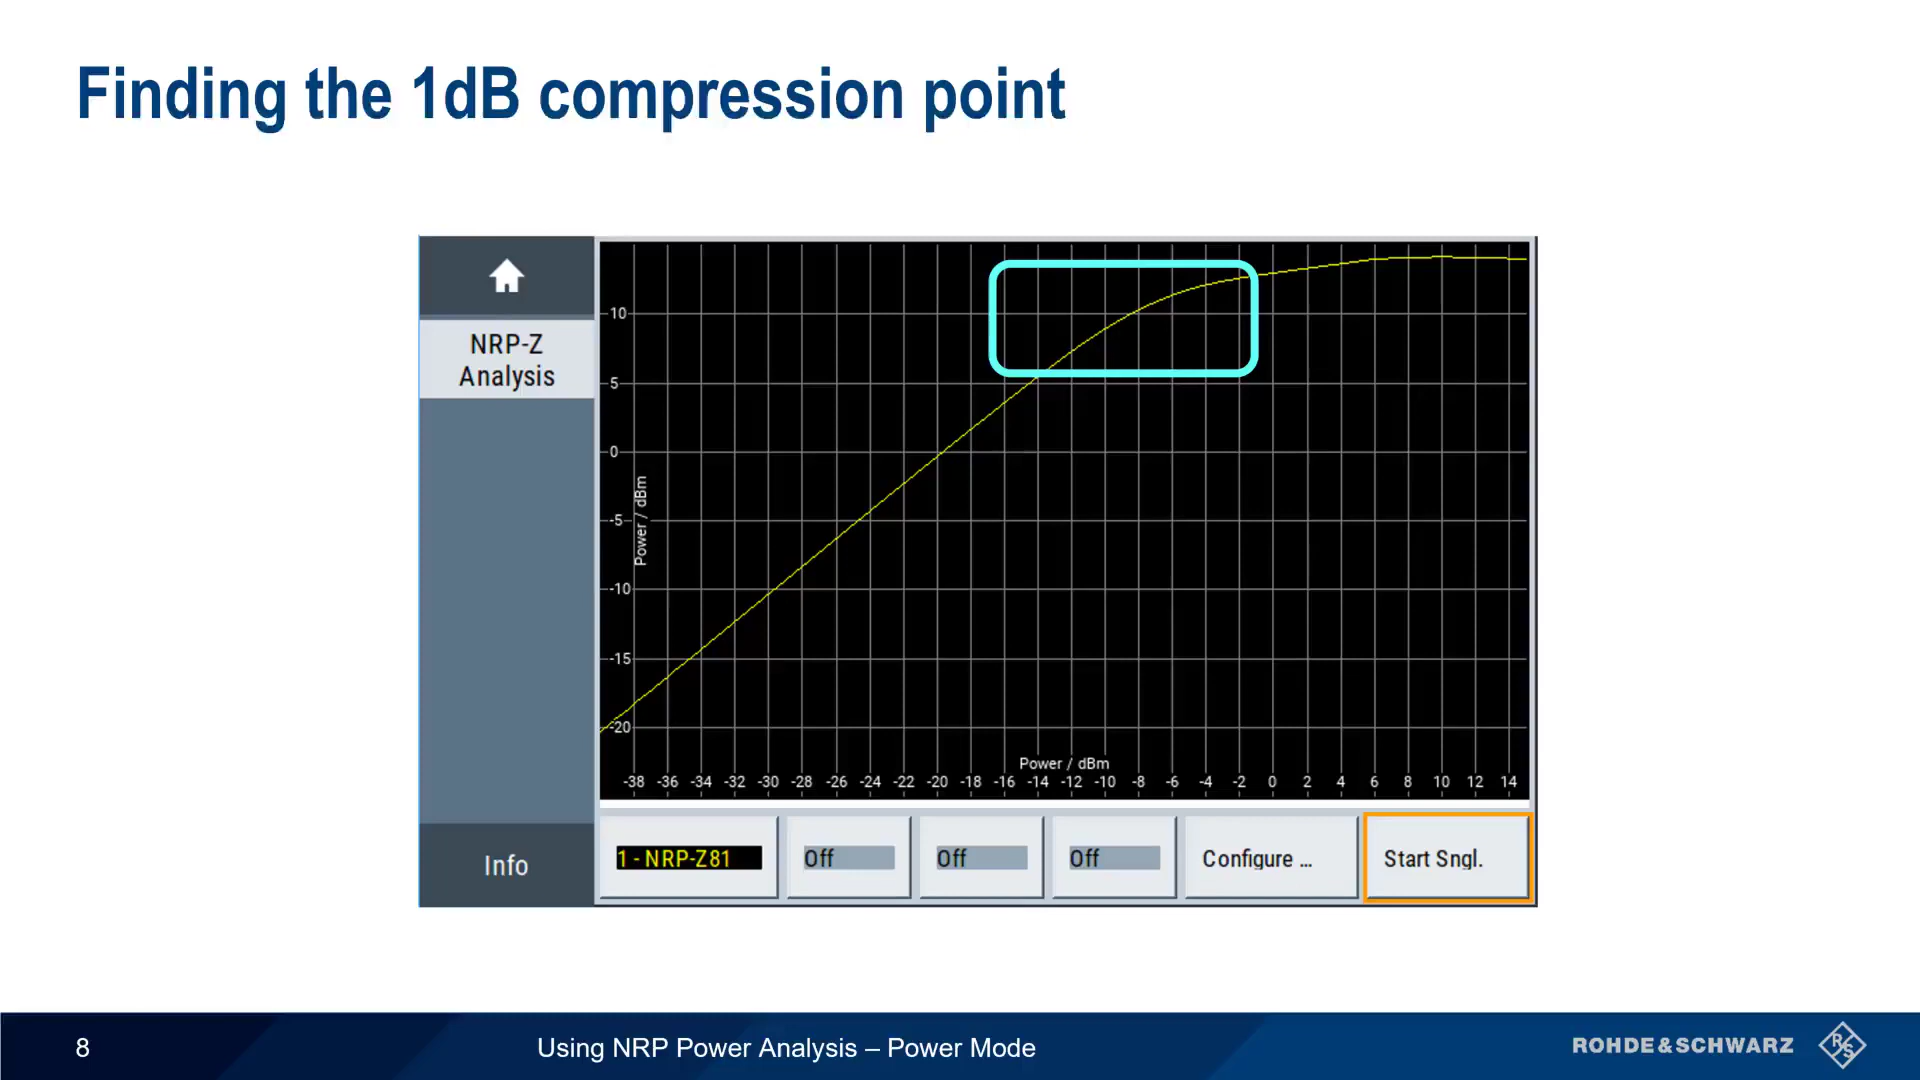 Finding the 1dB compression point
NRP-Z
Analysis
Info
10
5
0
-5
-10
-15
-20
Power / dBm
Power / dBm
-38 -36 -34 -32 -30 -28 -26 -24 -22 -20 -18 -16 -14 -12 -10 -8 -6 -4 -2 0 2 4 6 8 10 12 14
1 - NRP-Z81 Off Off Off Configure ... Start Sngl.
8 Using NRP Power Analysis – Power Mode ROHDE & SCHWARZ
R S